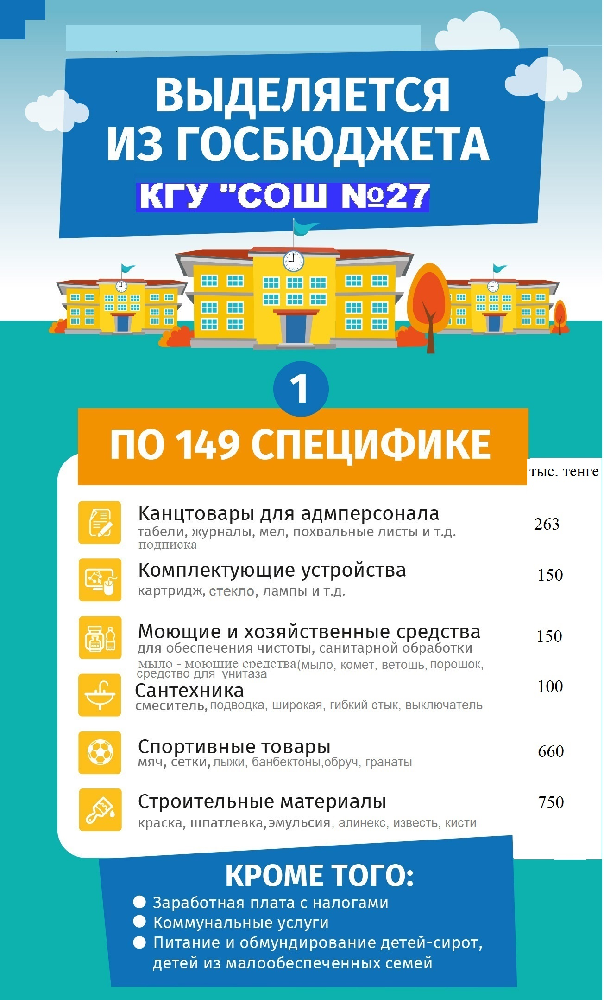 ВЫДЕЛЯЕТСЯ
ИЗ ГОСБЮДЖЕТА
КГУ "СОШ №27
1
ПО 149 СПЕЦИФИКЕ
тыс. тенге
Канцтовары для адмперсонала
263
табели, журналы, мел, похвальные листы и т.д.
подписка
Комплектующие устройства
150
картридж, стекло, лампы и т.д.
Моющие и хозяйственные средства
150
для обеспечения чистоты, санитарной обработки
мыло - моющие средства(мыло, комет, ветошь, порошок,
средство для унитаза
Сантехника
100
смеситель, подводка, широкая, гибкий стык, выключатель
Спортивные товары
660
мяч, сетки, лыжи, банбектоны,обруч, гранаты
Строительные материалы
750
краска, шпатлевка, эмульсия, алинекс, известь, кисти
КРОМЕ ТОГО:
Заработная плата с налогами
Коммунальные услуги
Питание и обмундирование детей-сирот,
детей из малообеспеченных семей